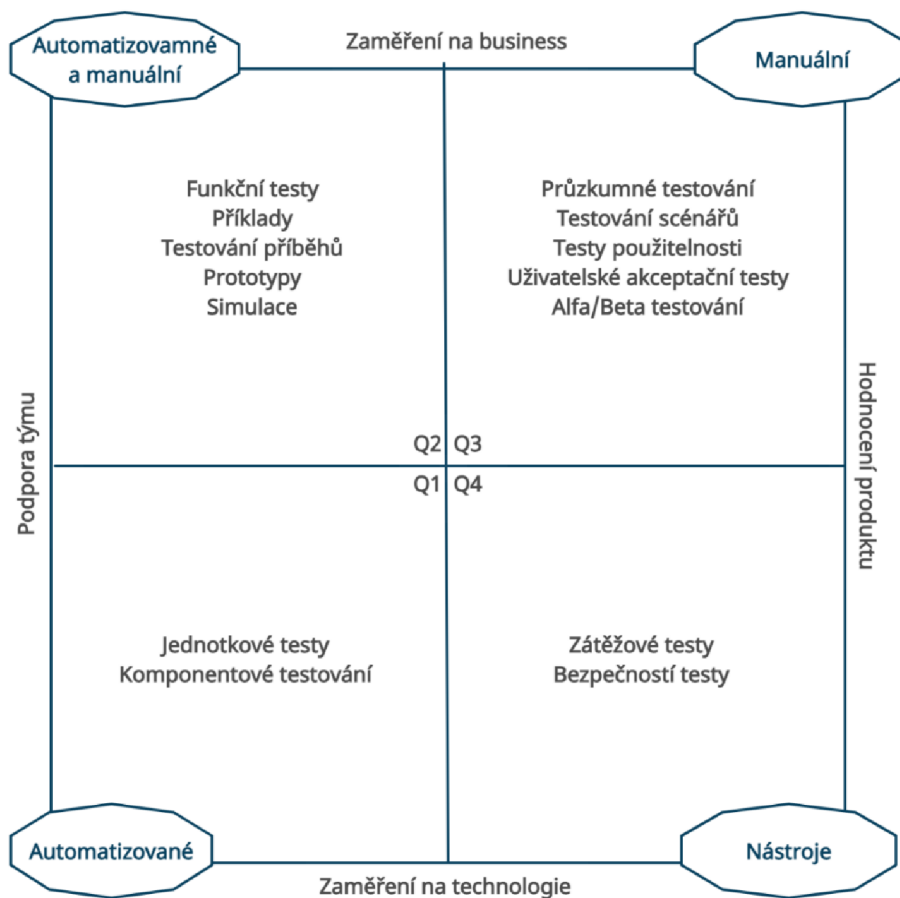 Automatizovamné
a manuální
Zaměření na business
Manuální
Funkční testy
Příklady
Testování příběhů
Prototypy
Simulace
Průzkumné testování
Testování scénářů
Testy použitelnosti
Uživatelské akceptační testy
Alfa/Beta testování
Podpora týmu
Hodnocení produktu
Q2
Q3
Q1
Q4
Jednotkové testy
Komponentové testování
Zátěžové testy
Bezpečností testy
Automatizované
Nástroje
Zaměření na technologie